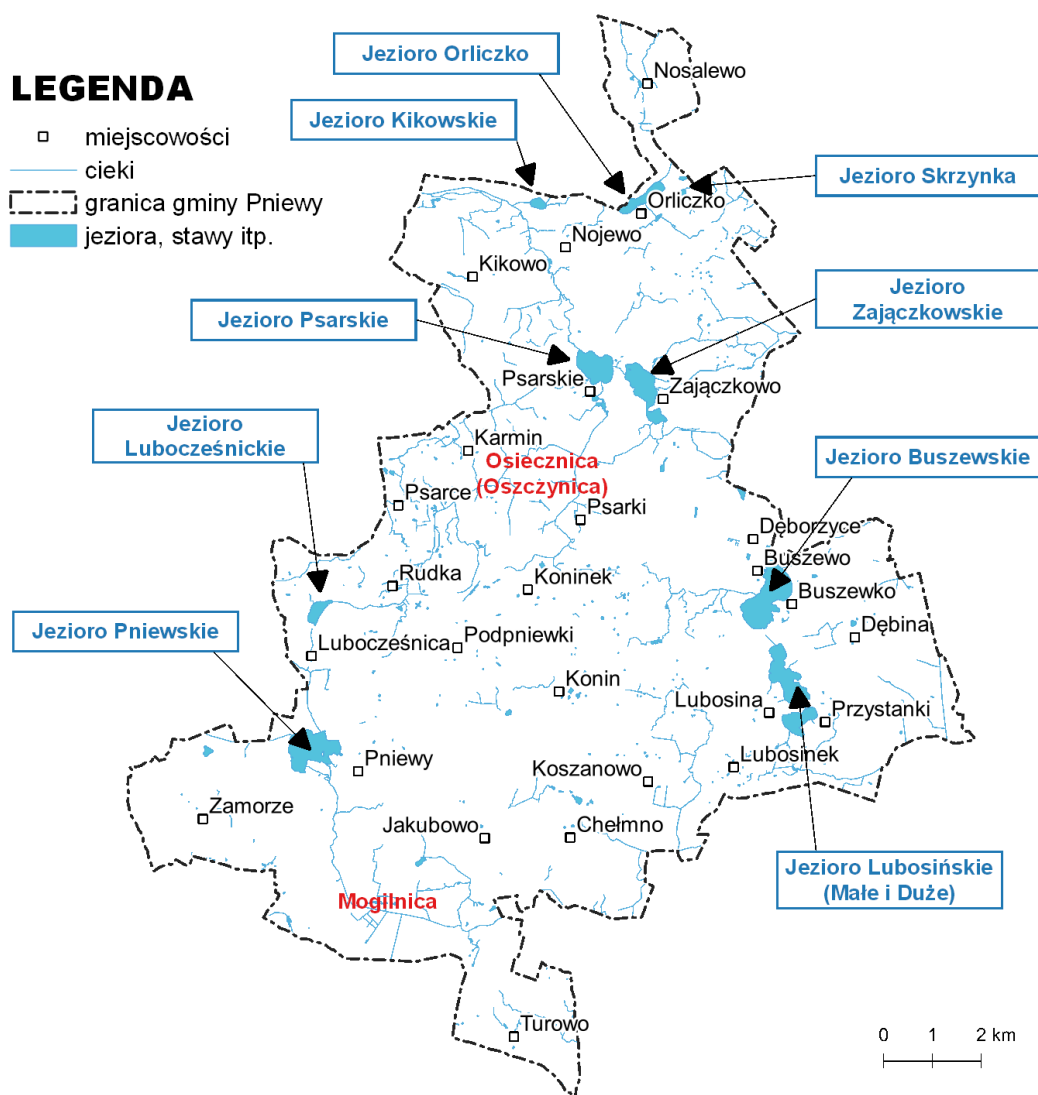 Jezioro Orliczko
Nosalewo
LEGENDA
Jezioro Kikowskie
miejscowości
cieki
Jezioro Skrzynka
granica gminy Pniewy
Orliczko
jeziora, stawy itp.
Nojewo
Kikowo
Jezioro
Zajączkowskie
Jezioro Psarskie
Psarskie
Zajączkowo
Jezioro
Lubocześnickie
Karmin
Osiecznica
(Oszczynica)
Jezioro Buszewskie
Psarce
Psarki
Dęborzyce
Buszewo
Rudka
Koninek
Buszewko
Jezioro Pniewskie
Lubocześnica
Podpniewki
Dębina
Konin
Lubosina
Przystanki
Pniewy
Koszanowo
Lubosinek
Zamorze
Jakubowo
Chełmno
Jezioro Lubosińskie
(Małe i Duże)
Mogilnica
Turowo
0 1 2 km